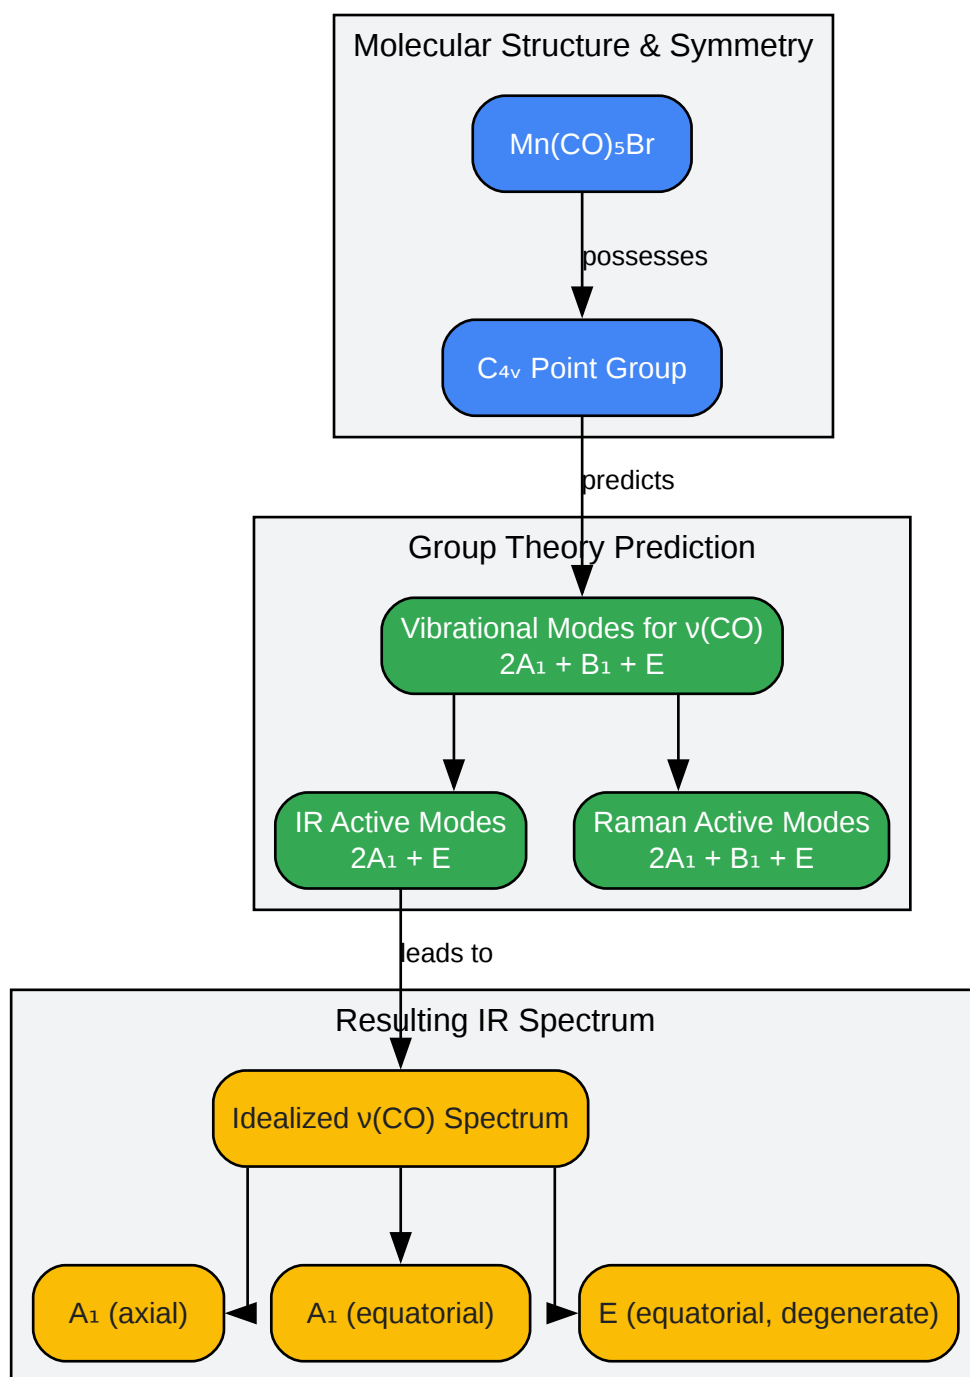 Molecular Structure & Symmetry
Mn(CO)₅Br
possesses
C₄ᵥ Point Group
predicts
Group Theory Prediction
Vibrational Modes for ν(CO)
2A₁ + B₁ + E
IR Active Modes
2A₁ + E
Raman Active Modes
2A₁ + B₁ + E
leads to
Resulting IR Spectrum
Idealized ν(CO) Spectrum
A₁ (axial)
A₁ (equatorial)
E (equatorial, degenerate)